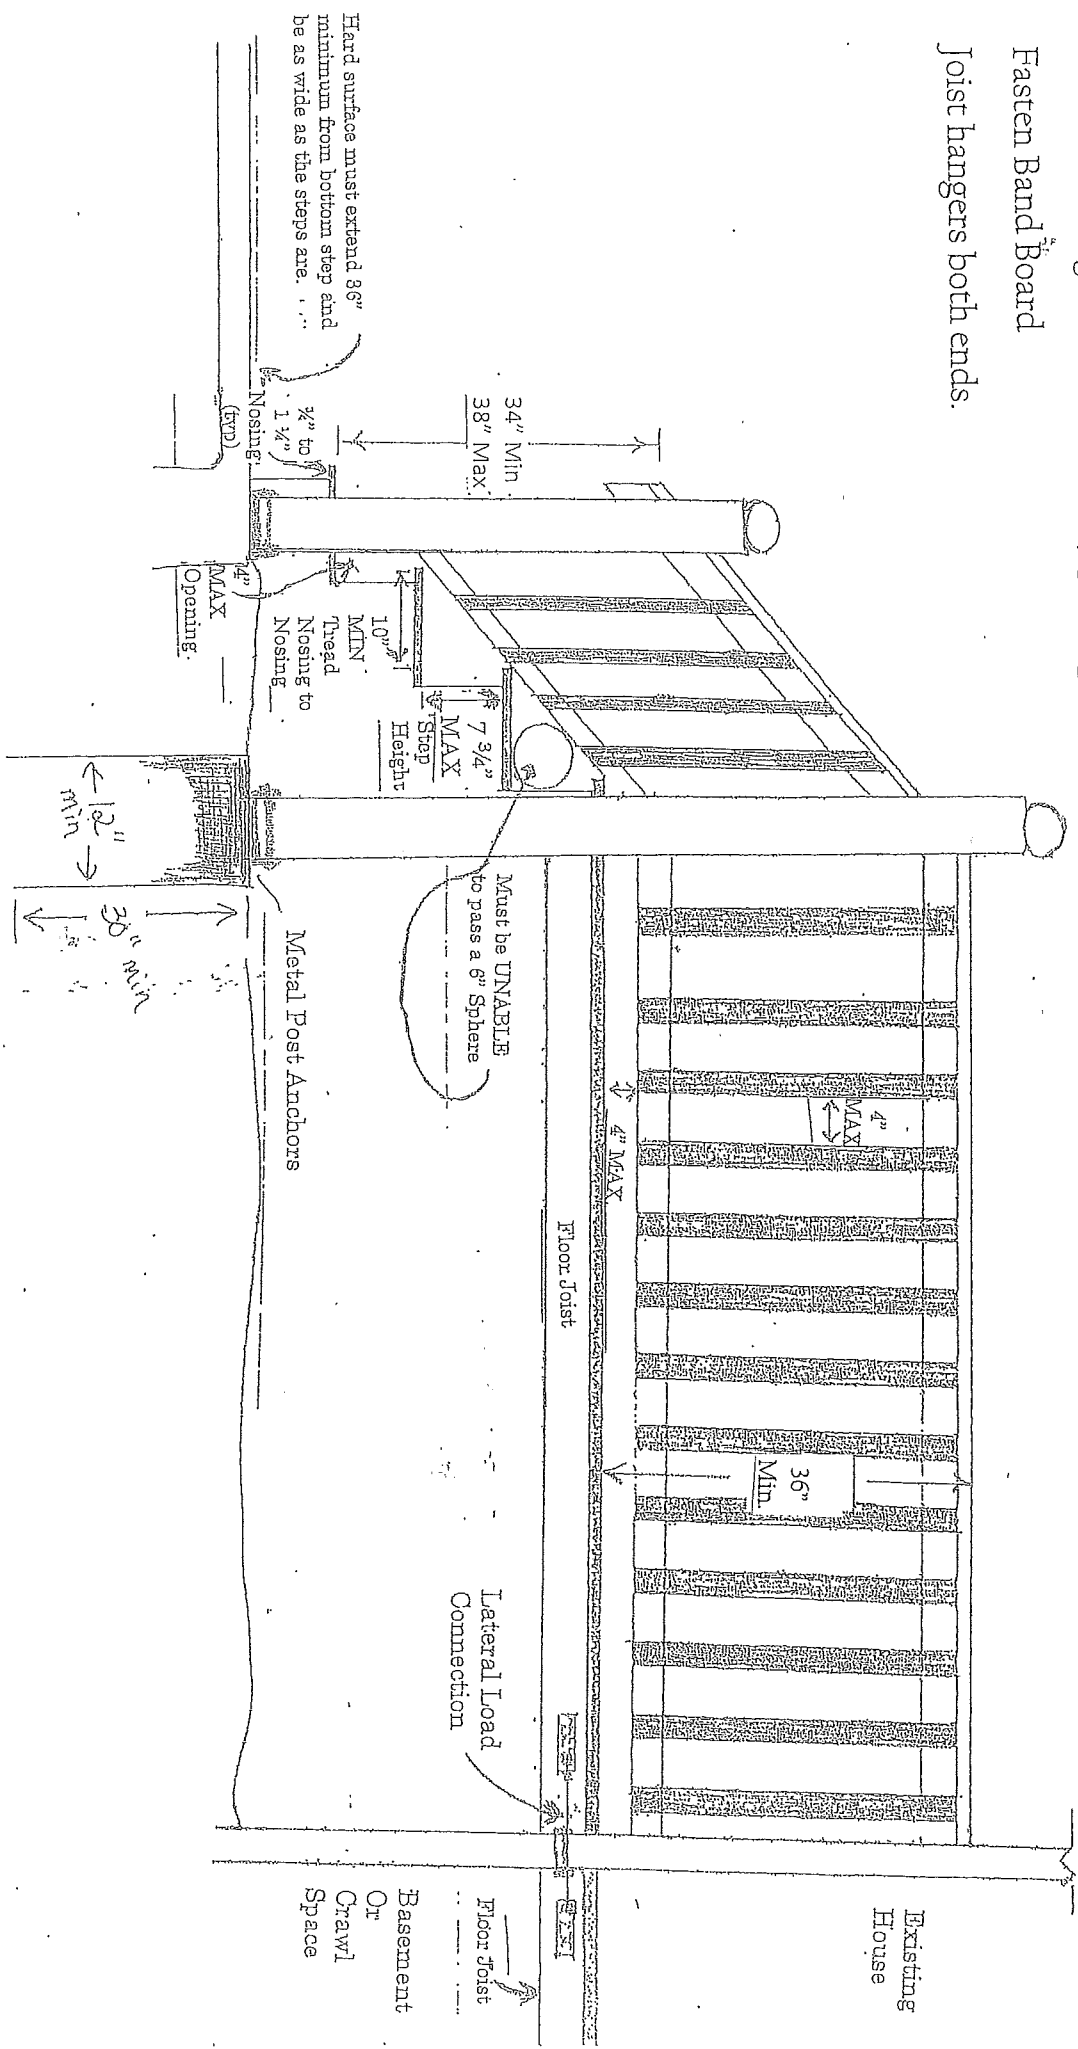 Fasten Band Board
Joist hangers both ends.
Existing
House
36"
Min.
4"
MAX
4" MAX
Floor Joist
34" Min
38" Max
Must be UNABLE
to pass a 6" Sphere
7 3/4"
MAX
Step
Height
10"
MIN
Tread
Nosing to
Nosing
Hard surface must extend 36"
minimum from bottom step and
be as wide as the steps are.
1 1/4"
Nosing
(typ)
4"
MAX
Opening.
Lateral Load
Connection
Floor Joist
Basement
Or
Crawl
Space
Metal Post Anchors
12"
min
30" min